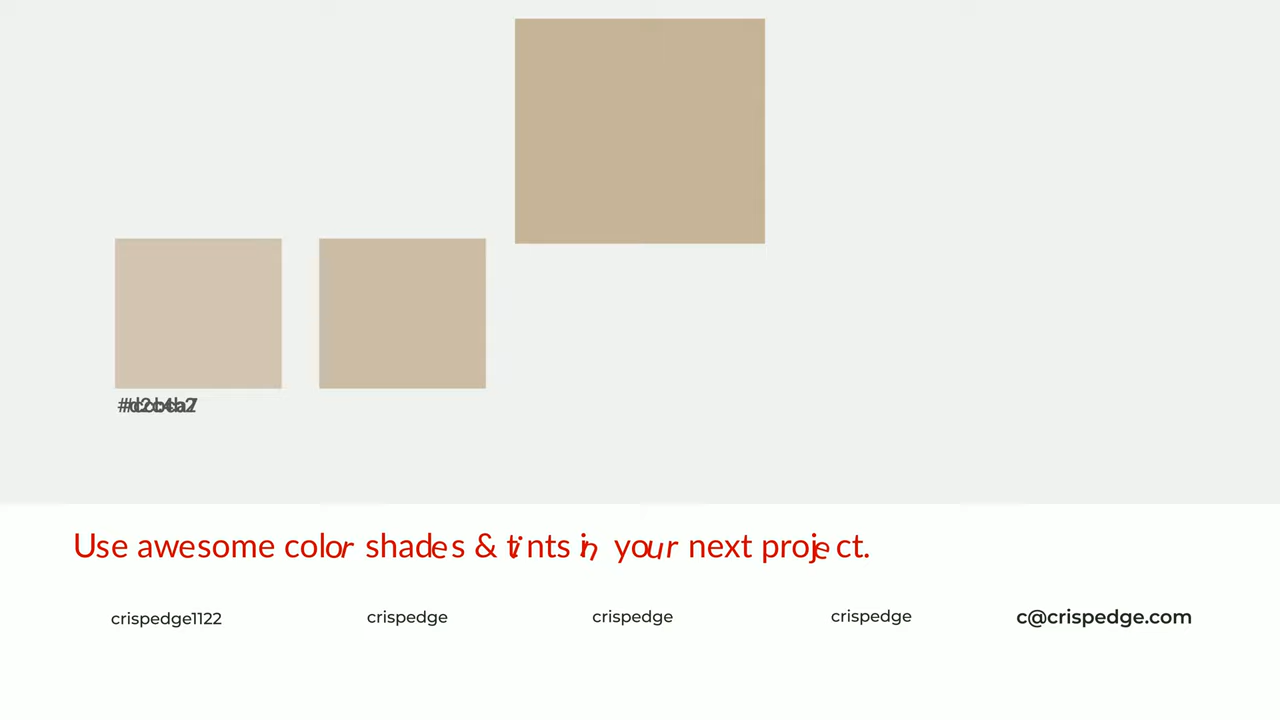 Use awesome color shades & tints in your next project.
crispedge1122 crispedge crispedge crispedge c@crispedge.com